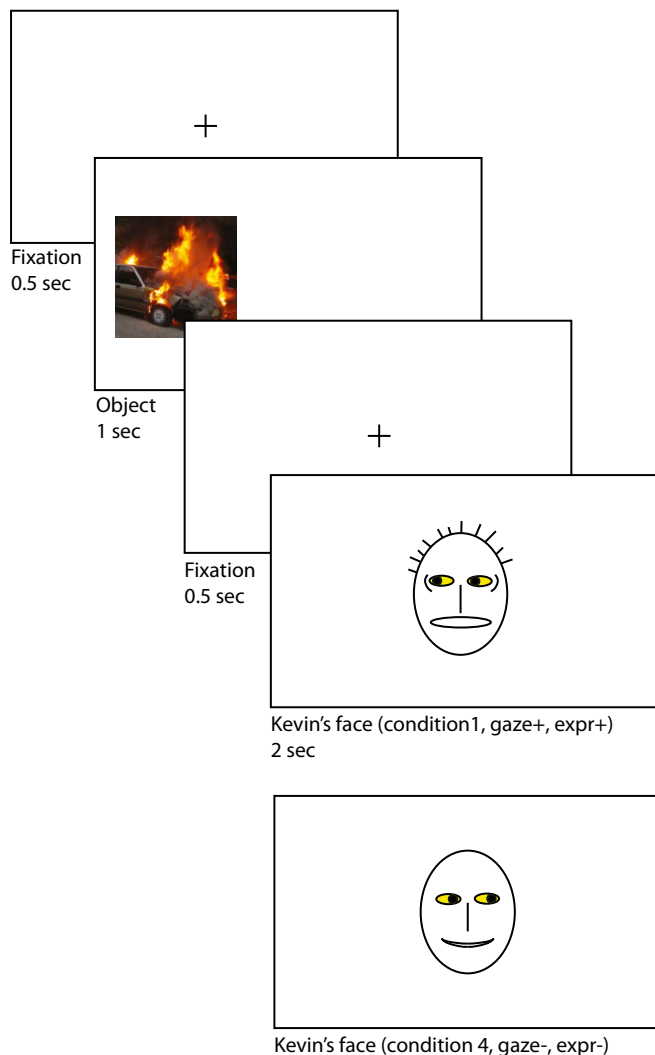 Fixation
0.5 sec
Object
1 sec
Fixation
0.5 sec
Kevin’s face (condition1, gaze+, expr+)
2 sec
Kevin’s face (condition 4, gaze-, expr-)